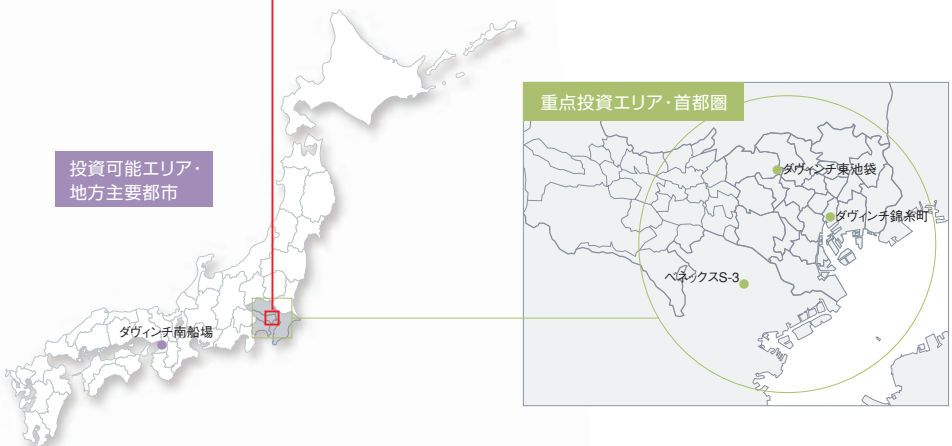 重点投資エリア・首都圏
投資可能エリア・
地方主要都市
ダヴィンチ東池袋
ダヴィンチ錦糸町
ベネックスS-3
ダヴィンチ南船場